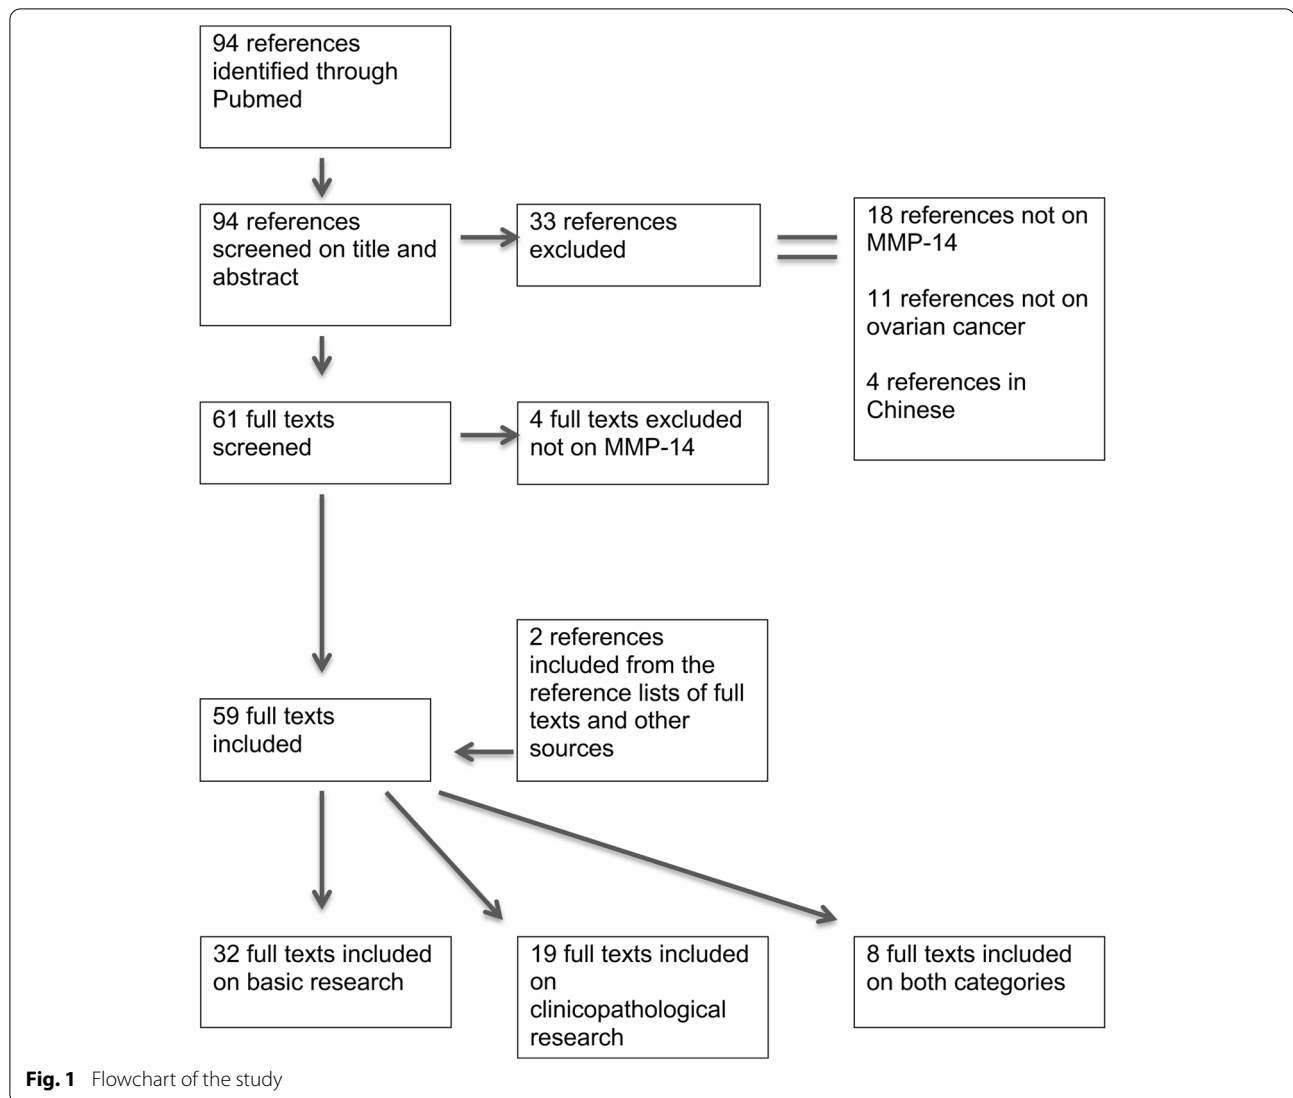 94 references
identified through
Pubmed
94 references
screened on title and
abstract
33 references
excluded
18 references not on
MMP-14
11 references not on
ovarian cancer
4 references in
Chinese
61 full texts
screened
4 full texts excluded
not on MMP-14
2 references
included from the
reference lists of full
texts and other
sources
59 full texts
included
32 full texts included
on basic research
19 full texts included
on
clinicopathological
research
8 full texts included
on both categories
Fig. 1 Flowchart of the study